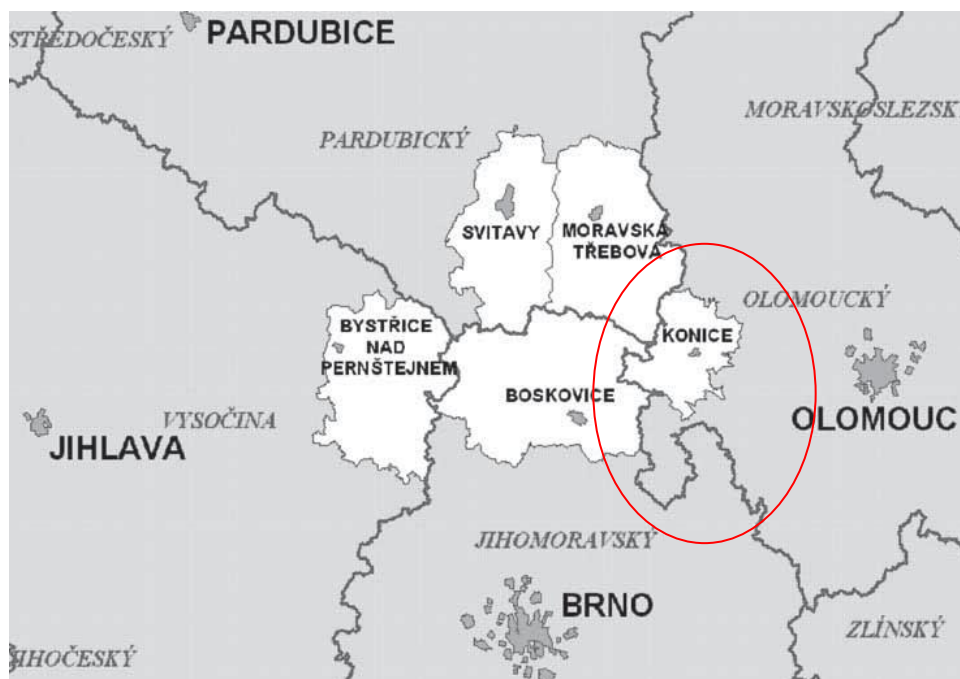 PARDUBICE
STŘEDOČESKÝ
MORAVSKOSLEZSK
PARDUBICKÝ
SVITAVY
MORAVSKÁ
TŘEBOVÁ
OLOMOUCKÝ
BYSTŘICE
NAD
PERNŠTEJNEM
KONICE
BOSKOVICE
VYSOČINA
JIHLAVA
OLOMOUC
JIHOMORAVSKÝ
BRNO
ZLÍNSKÝ
JIHOČESKÝ